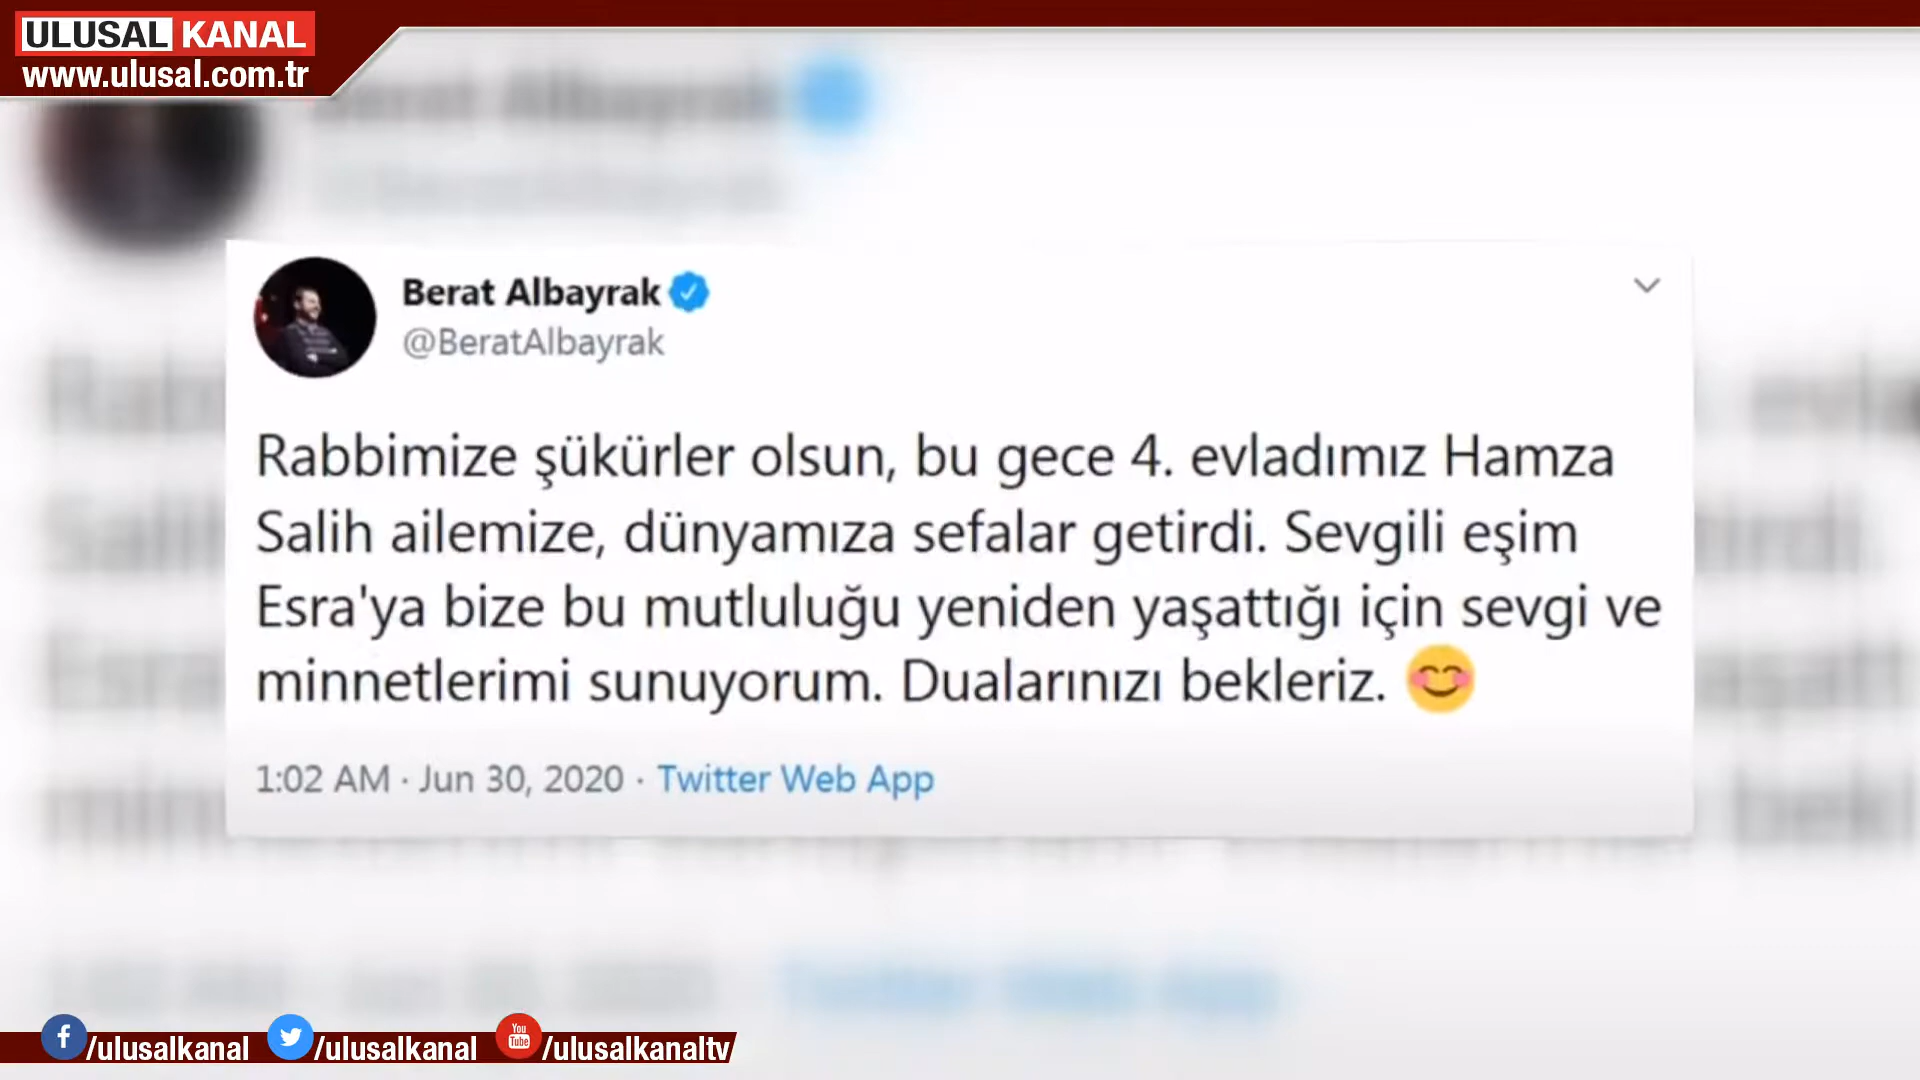 ULUSAL KANAL
www.ulusal.com.tr
Berat Albayrak
@BeratAlbayrak
Rabbimize şükürler olsun, bu gece 4. evladımız Hamza
Salih ailemize, dünyamıza sefalar getirdi. Sevgili eşim
Esra'ya bize bu mutluluğu yeniden yaşattığı için sevgi ve
minnetlerimi sunuyorum. Dualarınızı bekleriz. 😊
1:02 AM · Jun 30, 2020 · Twitter Web App
/ulusalkanal /ulusalkanal You Tube /ulusalkanaltv